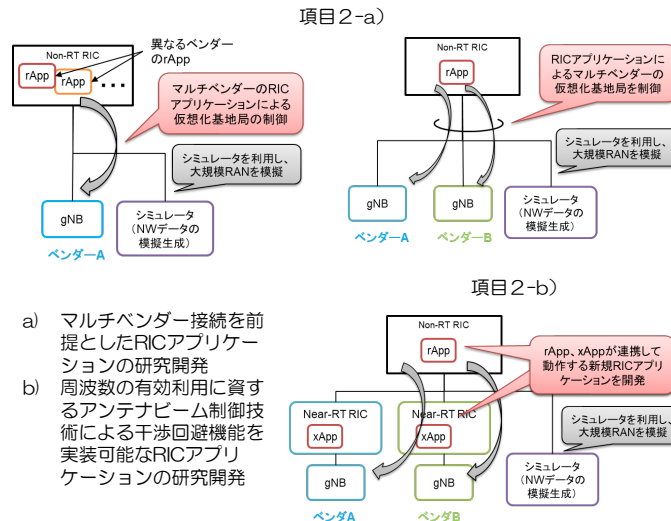 項目2-a)
Non-RT RIC
rApp
rApp
・・・
異なるベンダー
のrApp
マルチベンダーのRIC
アプリケーションによる
仮想化基地局の制御
シミュレータを利用し、
大規模RANを模擬
gNB
シミュレータ
(NWデータの
模擬生成)
ベンダーA
Non-RT RIC
rApp
RICアプリケーションに
よるマルチベンダーの
仮想化基地局を制御
シミュレータを利用し、
大規模RANを模擬
gNB
gNB
シミュレータ
(NWデータの
模擬生成)
ベンダーA
ベンダーB
a) マルチベンダー接続を前
提としたRICアプリケー
ションの研究開発
b) 周波数の有効利用に資す
るアンテナビーム制御技
術による干渉回避機能を
実装可能なRICアプリ
ケーションの研究開発
項目2-b)
Non-RT RIC
rApp
rApp、xAppが連携して
動作する新規RICアプリ
ケーションを開発
Near-RT RIC
xApp
Near-RT RIC
xApp
シミュレータを利用し、
大規模RANを模擬
gNB
gNB
シミュレータ
(NWデータの
模擬生成)
ベンダA
ベンダB